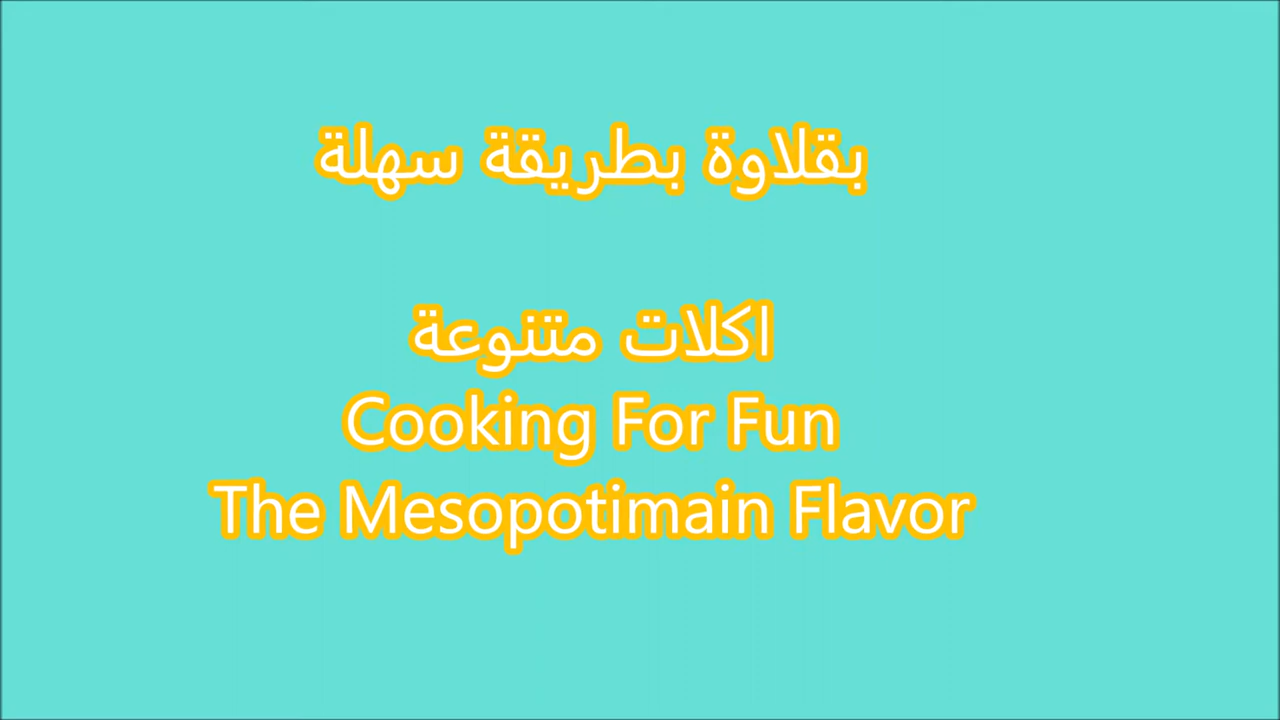 بقلاوة بطريقة سهلة
اكلات متنوعة
Cooking For Fun
The Mesopotimain Flavor